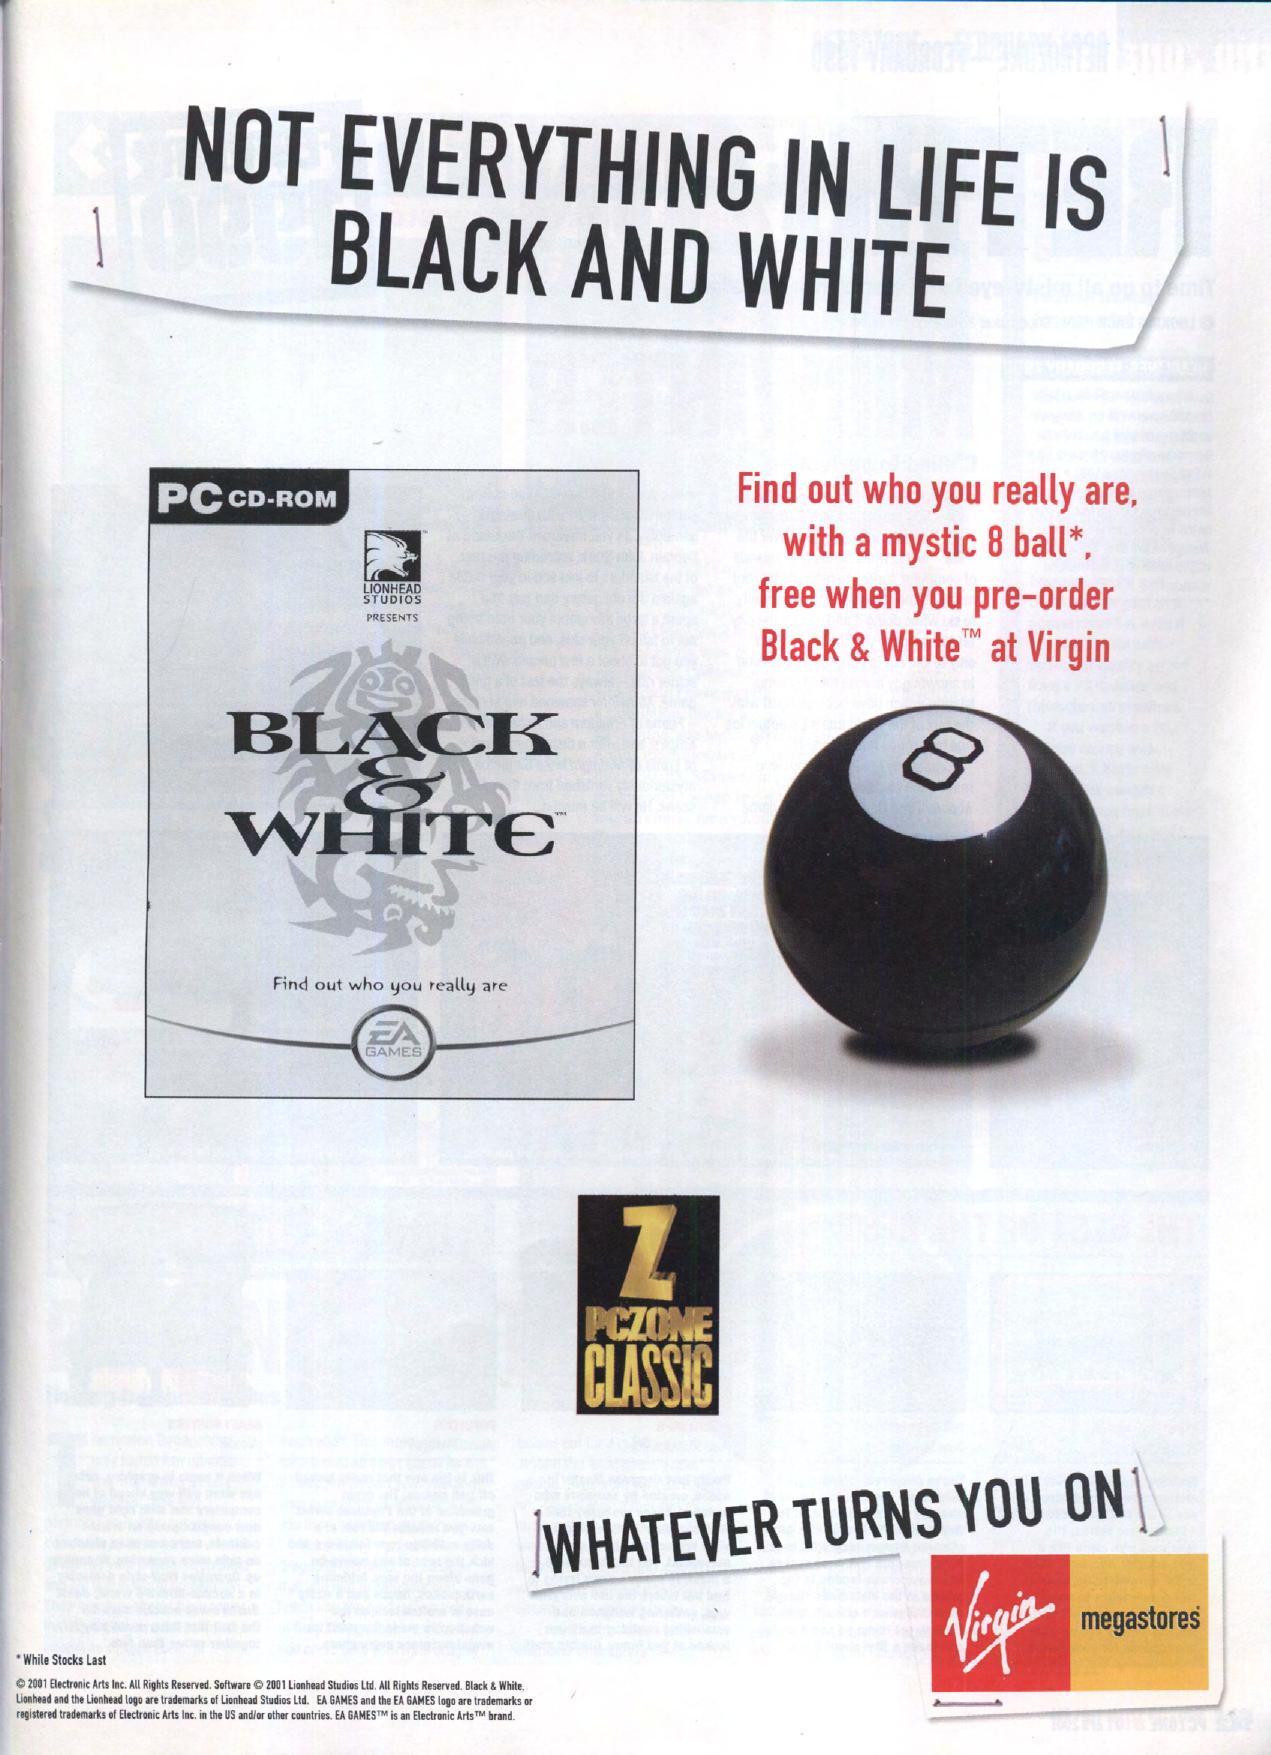 NOT EVERYTHING IN LIFE IS
BLACK AND WHITE
PC CD-ROM
LIONHEAD
STUDIOS
PRESENTS
BLACK
&
WHITE™
Find out who you really are
EA
GAMES
Find out who you really are,
with a mystic 8 ball*,
free when you pre-order
Black & White™ at Virgin
8
Z
PCZONE
CLASSIC
WHATEVER TURNS YOU ON
Virgin
megastores
* While Stocks Last
© 2001 Electronic Arts Inc. All Rights Reserved. Software © 2001 Lionhead Studios Ltd. All Rights Reserved. Black & White,
Lionhead and the Lionhead logo are trademarks of Lionhead Studios Ltd. EA GAMES and the EA GAMES logo are trademarks or
registered trademarks of Electronic Arts Inc. in the US and/or other countries. EA GAMES™ is an Electronic Arts™ brand.